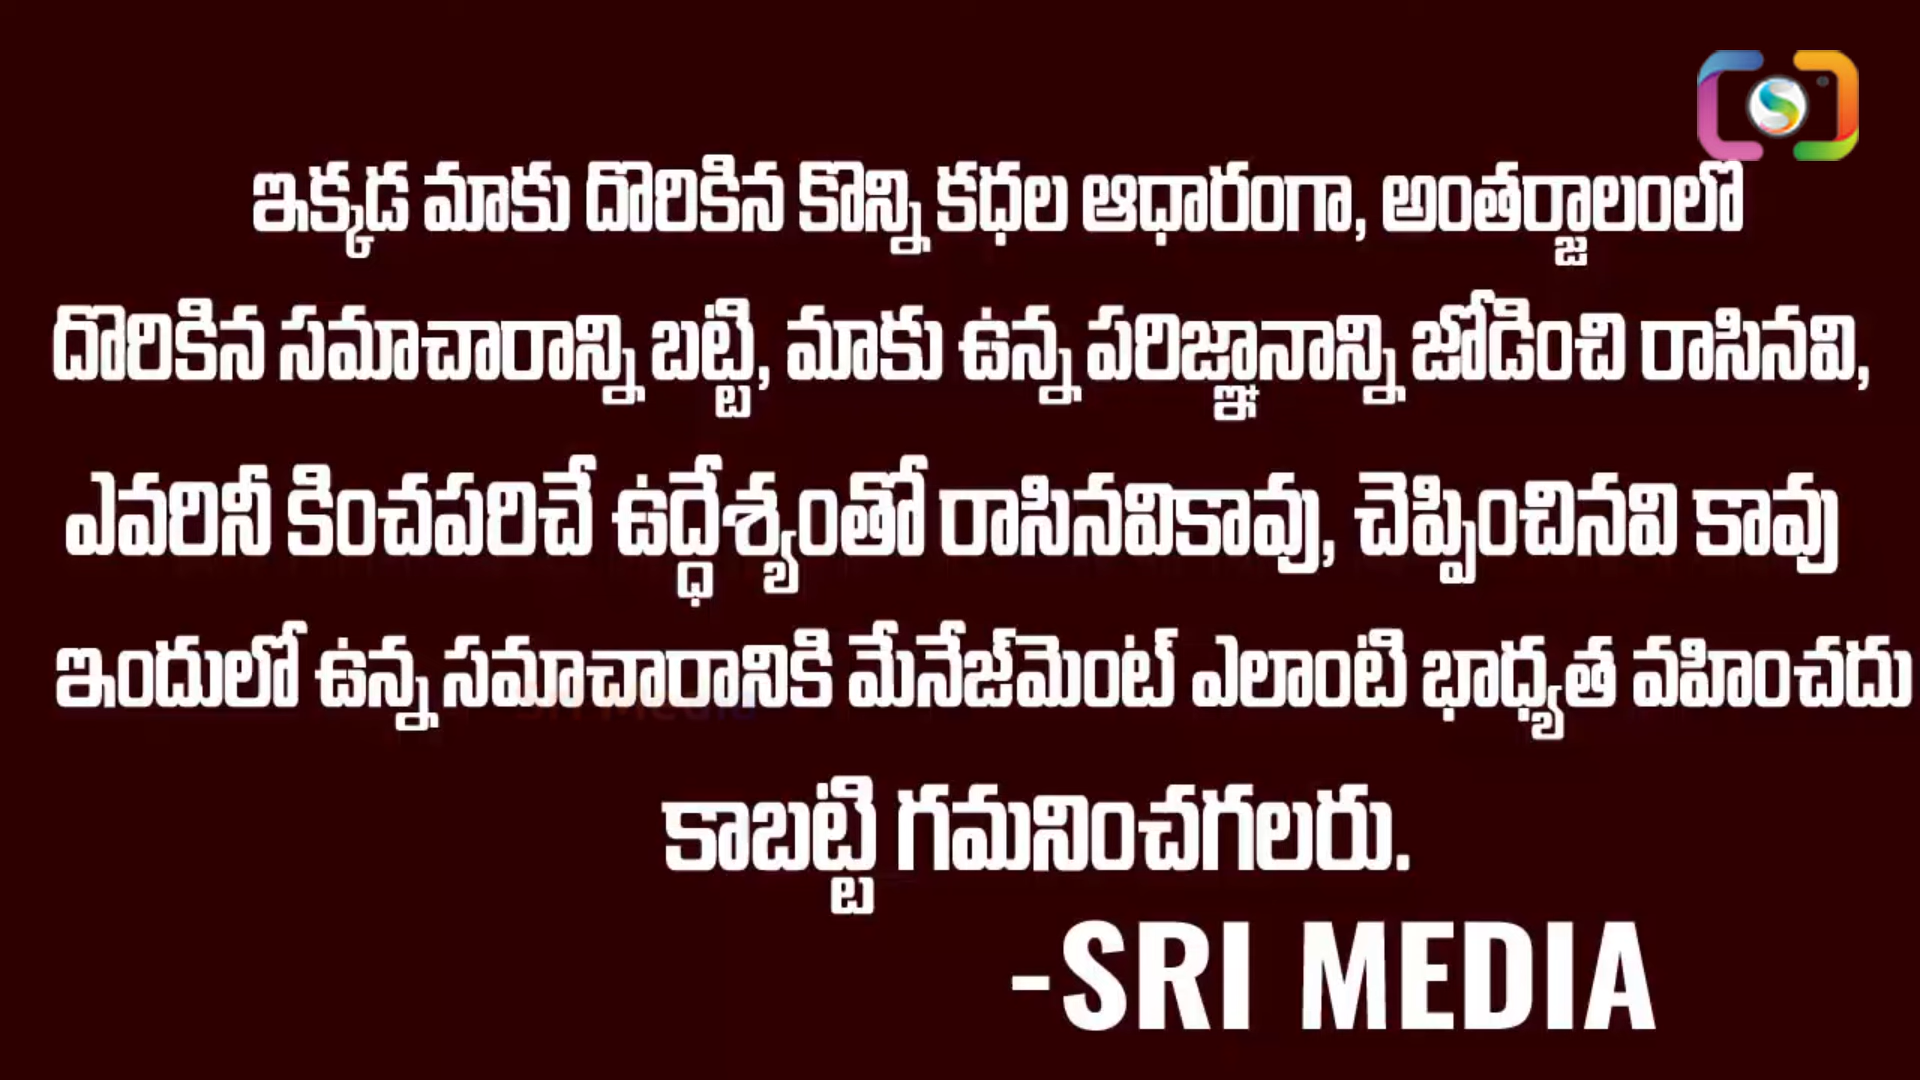 ఇక్కడ మాకు దొరికిన కొన్ని కధల ఆధారంగా, అంతర్జాలంలో
దొరికిన సమాచారాన్ని బట్టి, మాకు ఉన్న పరిజ్ఞానాన్ని జోడించి రాసినవి,
ఎవరినీ కించపరిచే ఉద్ధేశ్యంతో రాసినవికావు, చెప్పించినవి కావు
ఇందులో ఉన్న సమాచారానికి మేనేజ్‌మెంట్ ఎలాంటి భాధ్యత వహించదు
కాబట్టి గమనించగలరు.
-SRI MEDIA